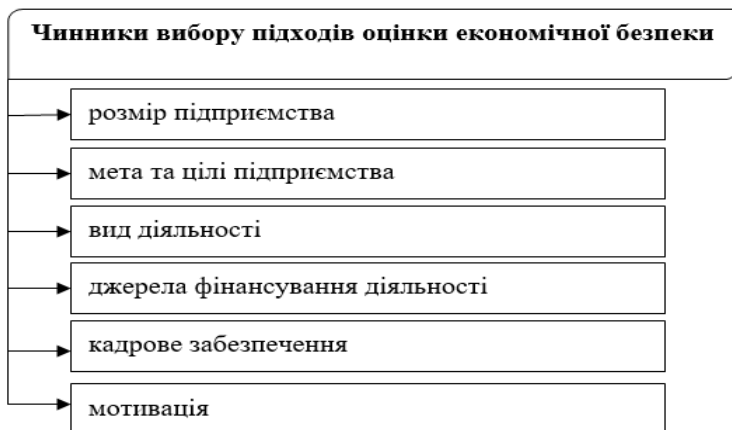 Чинники вибору підходів оцінки економічної безпеки
розмір підприємства
мета та цілі підприємства
вид діяльності
джерела фінансування діяльності
кадрове забезпечення
мотивація